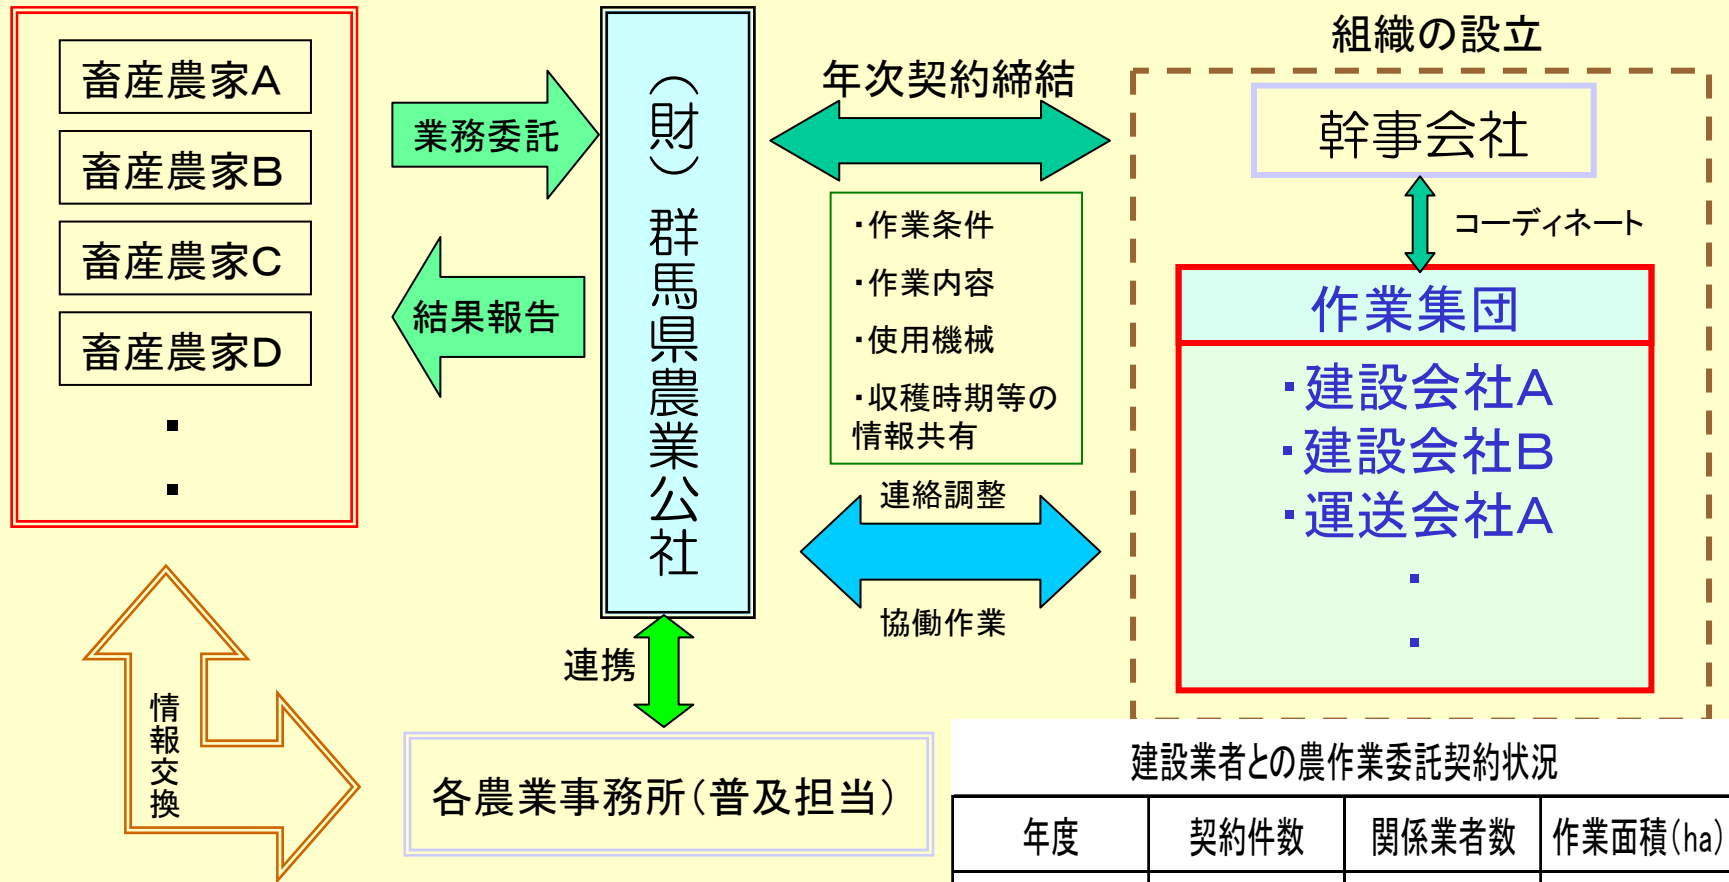 畜産農家A
畜産農家B
畜産農家C
畜産農家D
・
・
業務委託
結果報告
（財）群馬県農業公社
年次契約締結
・作業条件
・作業内容
・使用機械
・収穫時期等の
情報共有
連絡調整
協働作業
組織の設立
幹事会社
コーディネート
作業集団
・建設会社A
・建設会社B
・運送会社A
・
・
連携
情報交換
各農業事務所（普及担当）
建設業者との農作業委託契約状況
年度 契約件数 関係業者数 作業面積（ha）